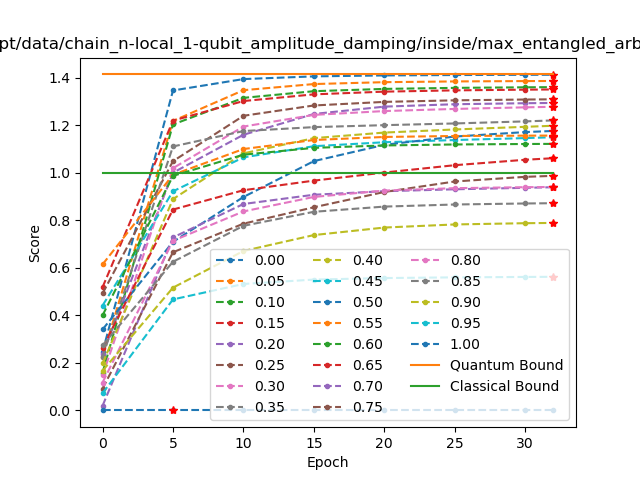 pt/data/chain_n-local_1-qubit_amplitude_damping/inside/max_entangled_arb
Score
1.4
1.2
1.0
0.8
0.6
0.4
0.2
0.0
0.00 0.40 0.80
0.05 0.45 0.85
0.10 0.50 0.90
0.15 0.55 0.95
0.20 0.60 1.00
0.25 0.65 Quantum Bound
0.30 0.70 Classical Bound
0.35 0.75
0 5 10 15 20 25 30
Epoch